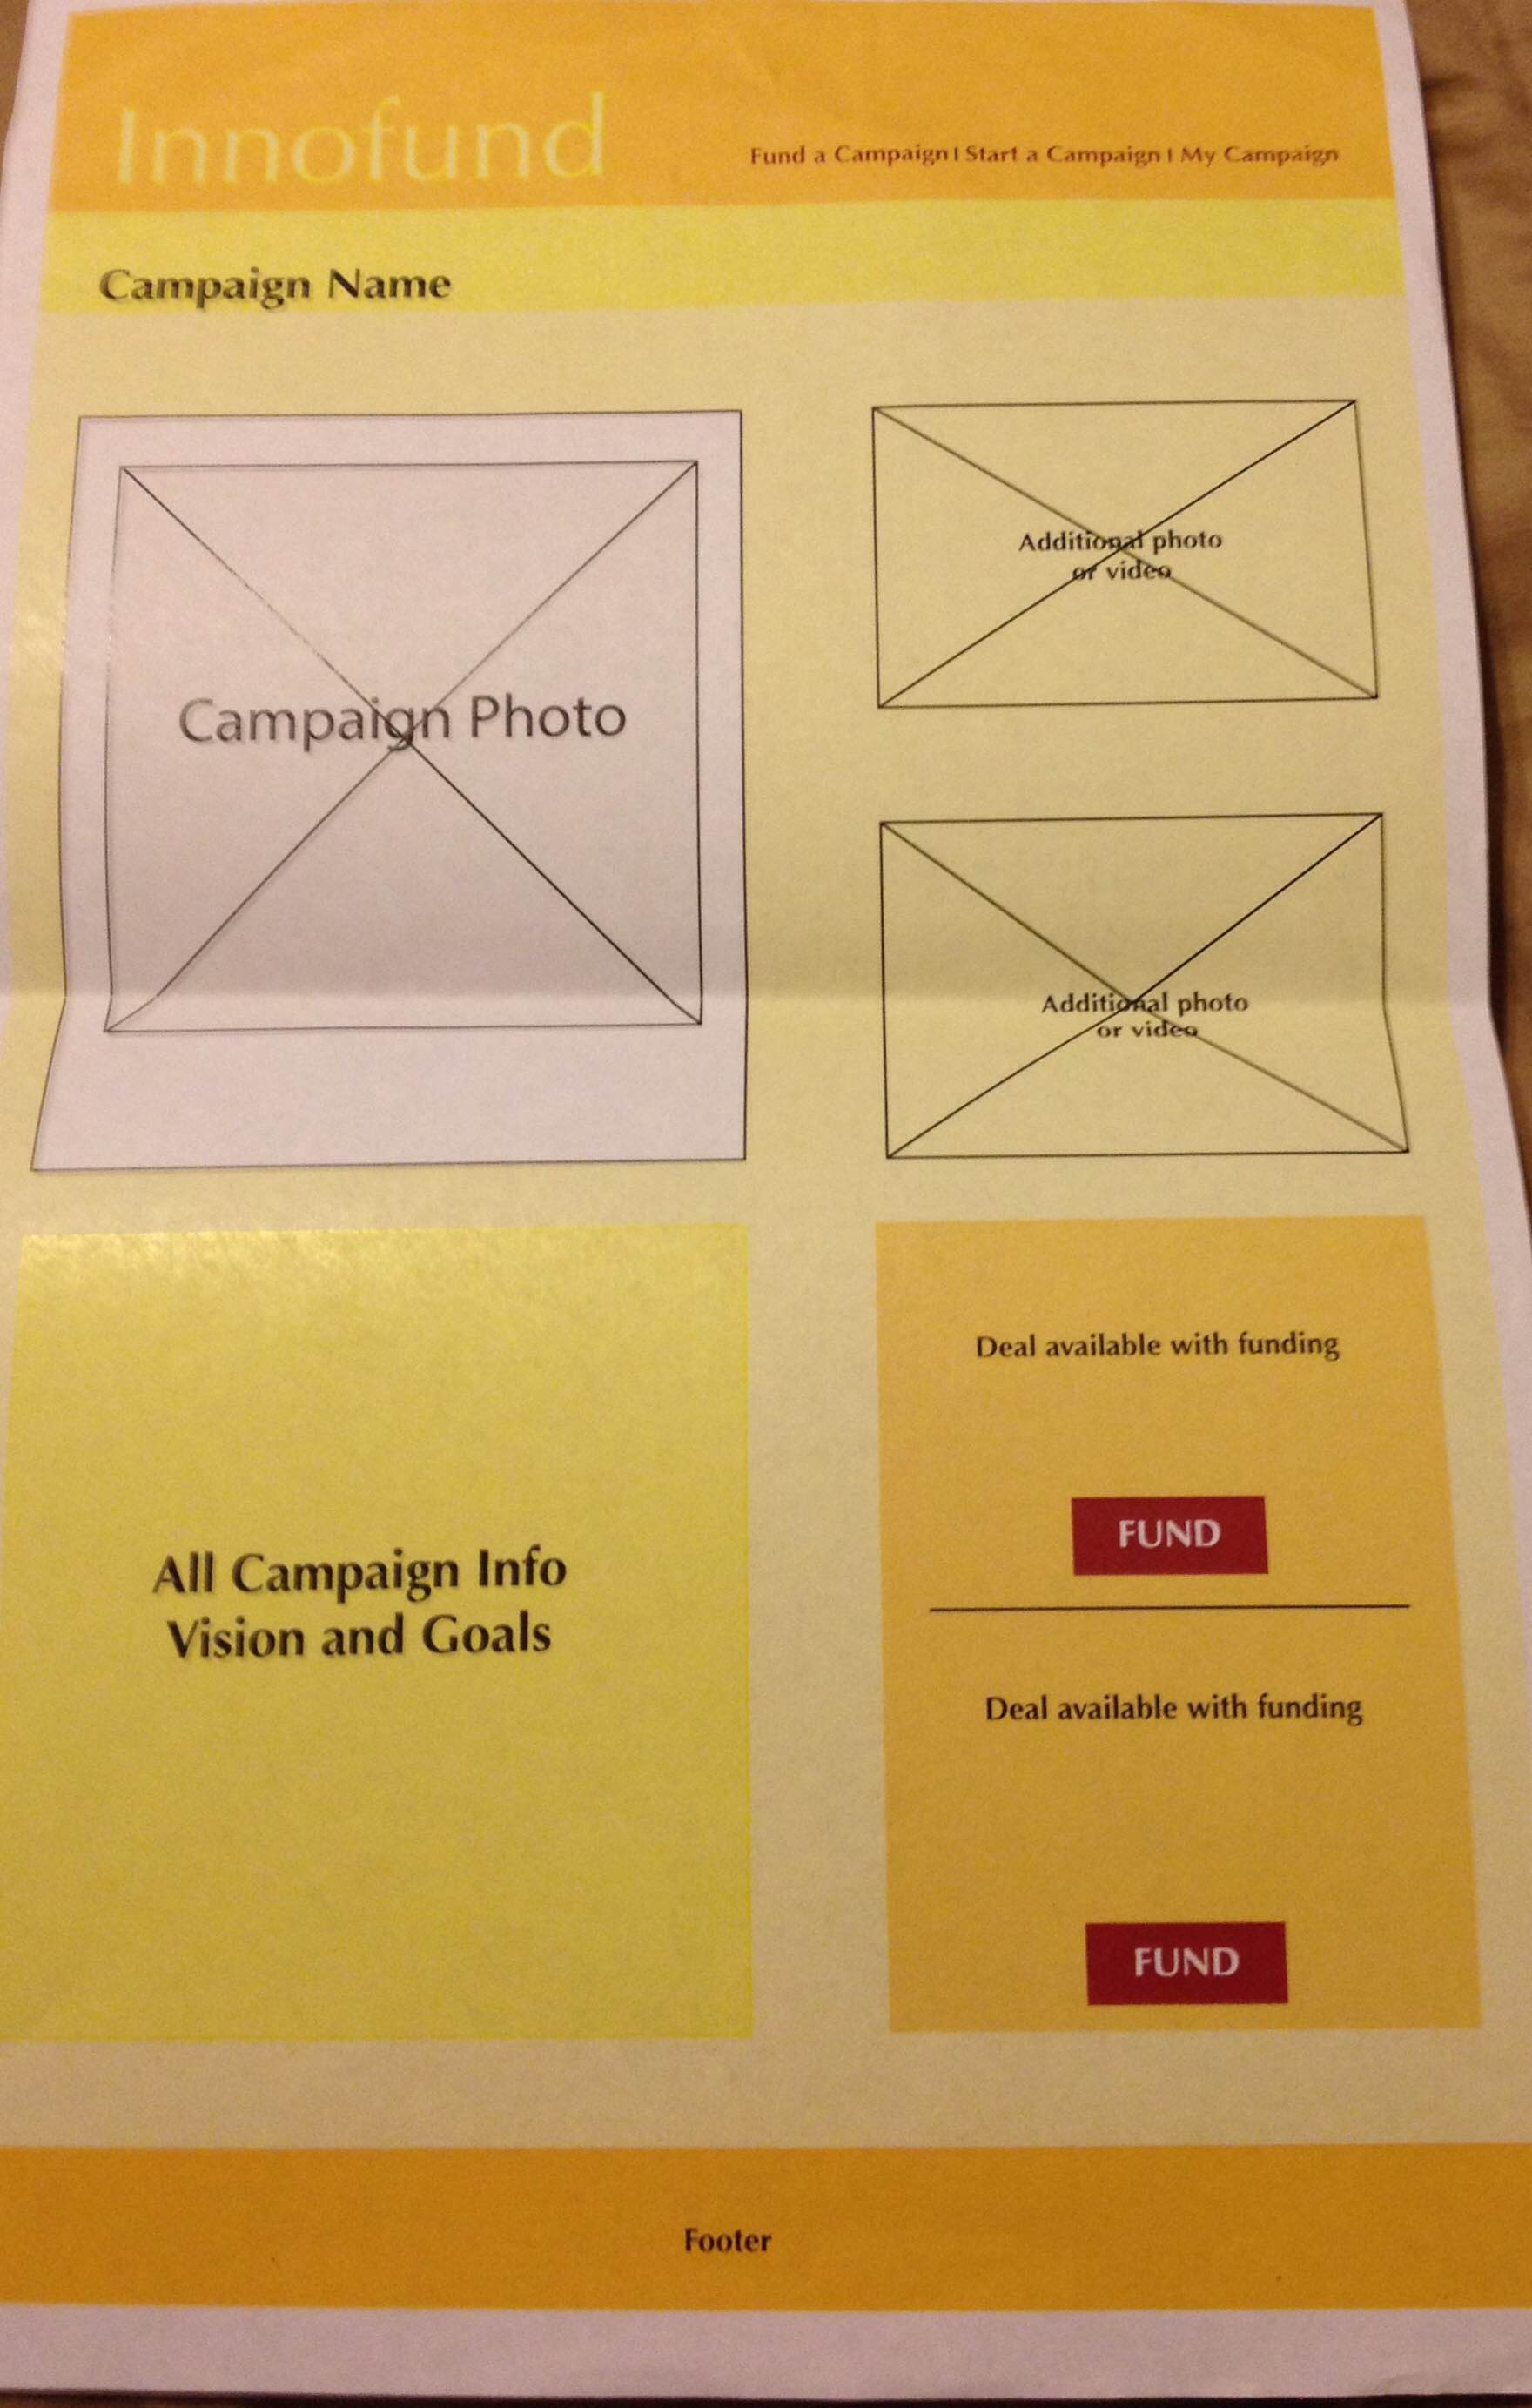 Innofund
Fund a Campaign | Start a Campaign | My Campaign
Campaign Name
Campaign Photo
Additional photo
or video
Additional photo
or video
All Campaign Info
Vision and Goals
Deal available with funding
FUND
Deal available with funding
FUND
Footer